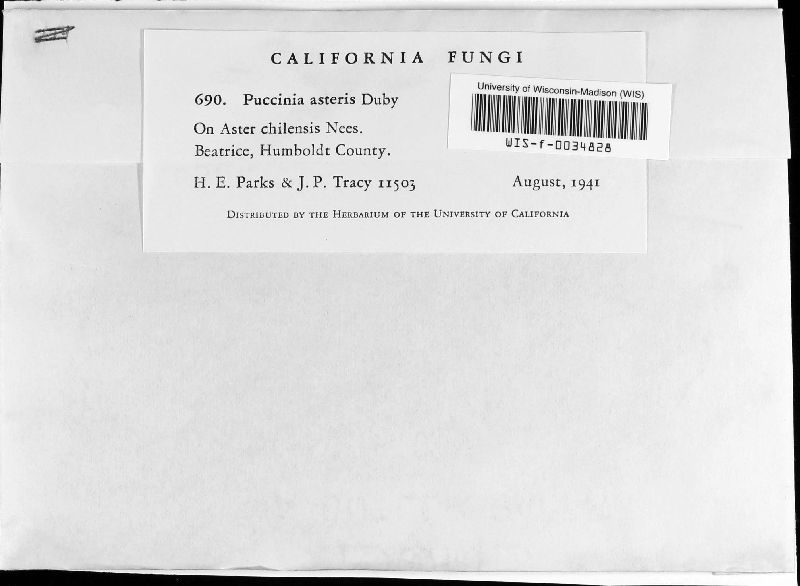 CALIFORNIA FUNGI
690. Puccinia asteris Duby
On Aster chilensis Nees.
Beatrice, Humboldt County.
H. E. Parks & J. P. Tracy 11503 August, 1941
Distributed by the Herbarium of the University of California
University of Wisconsin-Madison (WIS)
WIS-f-0034828